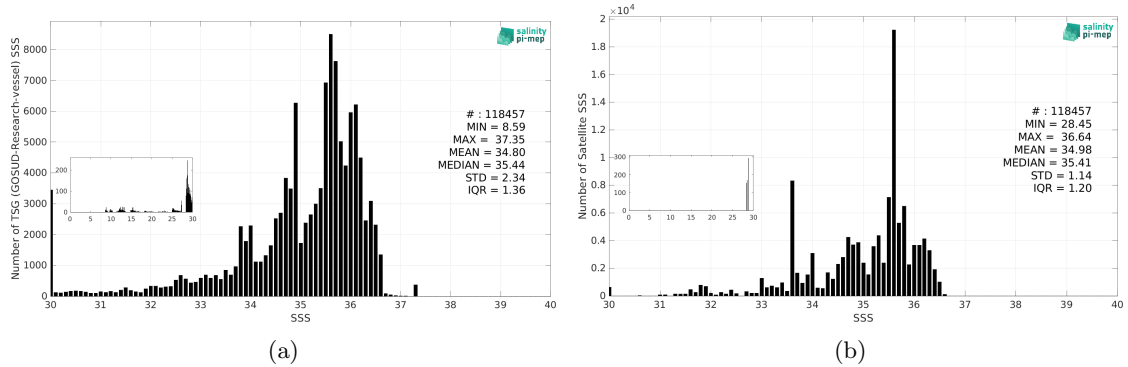 Number of TSG (GOSUD-Research-vessel) SSS
8000
7000
6000
5000
4000
3000
2000
1000
0
30 31 32 33 34 35 36 37 38 39 40
SSS
salinity
pi-mep
# : 118457
MIN = 8.59
MAX = 37.35
MEAN = 34.80
MEDIAN = 35.44
STD = 2.34
IQR = 1.36
200
100
0
0 5 10 15 20 25 30
(a)
Number of Satellite SSS
2 ×10⁴
1.8
1.6
1.4
1.2
1
0.8
0.6
0.4
0.2
0
30 31 32 33 34 35 36 37 38 39 40
SSS
salinity
pi-mep
# : 118457
MIN = 28.45
MAX = 36.64
MEAN = 34.98
MEDIAN = 35.41
STD = 1.14
IQR = 1.20
300
200
100
0
0 5 10 15 20 25 30
(b)